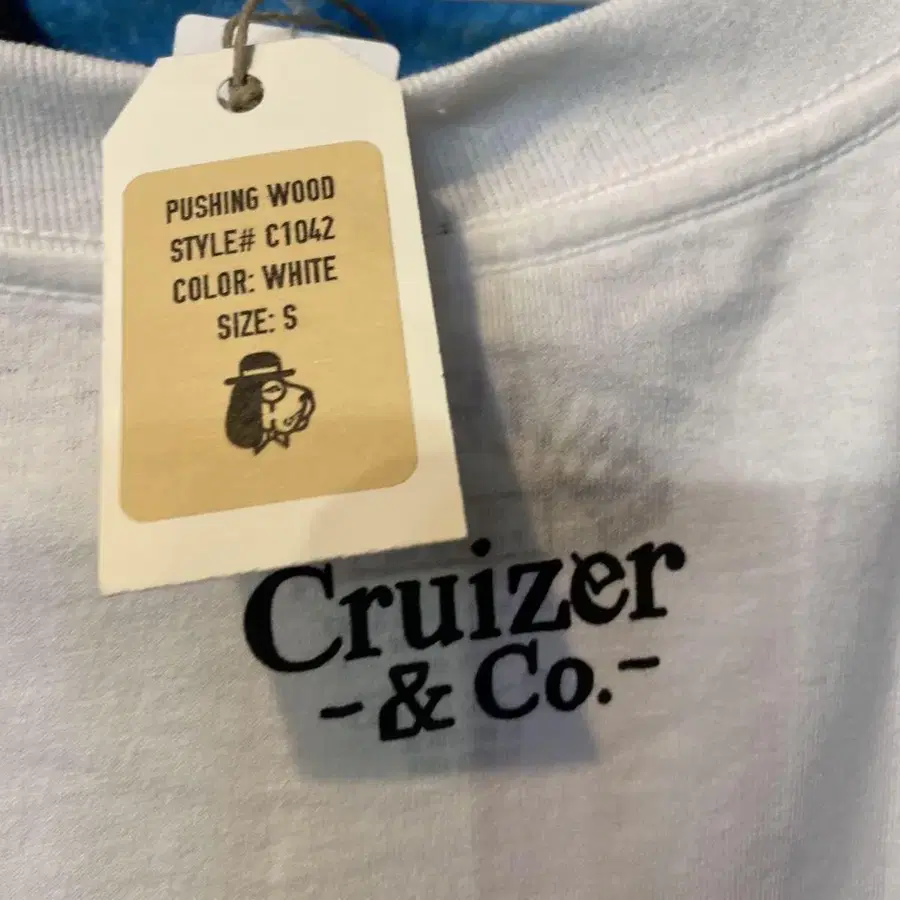 PUSHING WOOD
STYLE# C1042
COLOR: WHITE
SIZE: S
Cruizer
-& Co.-